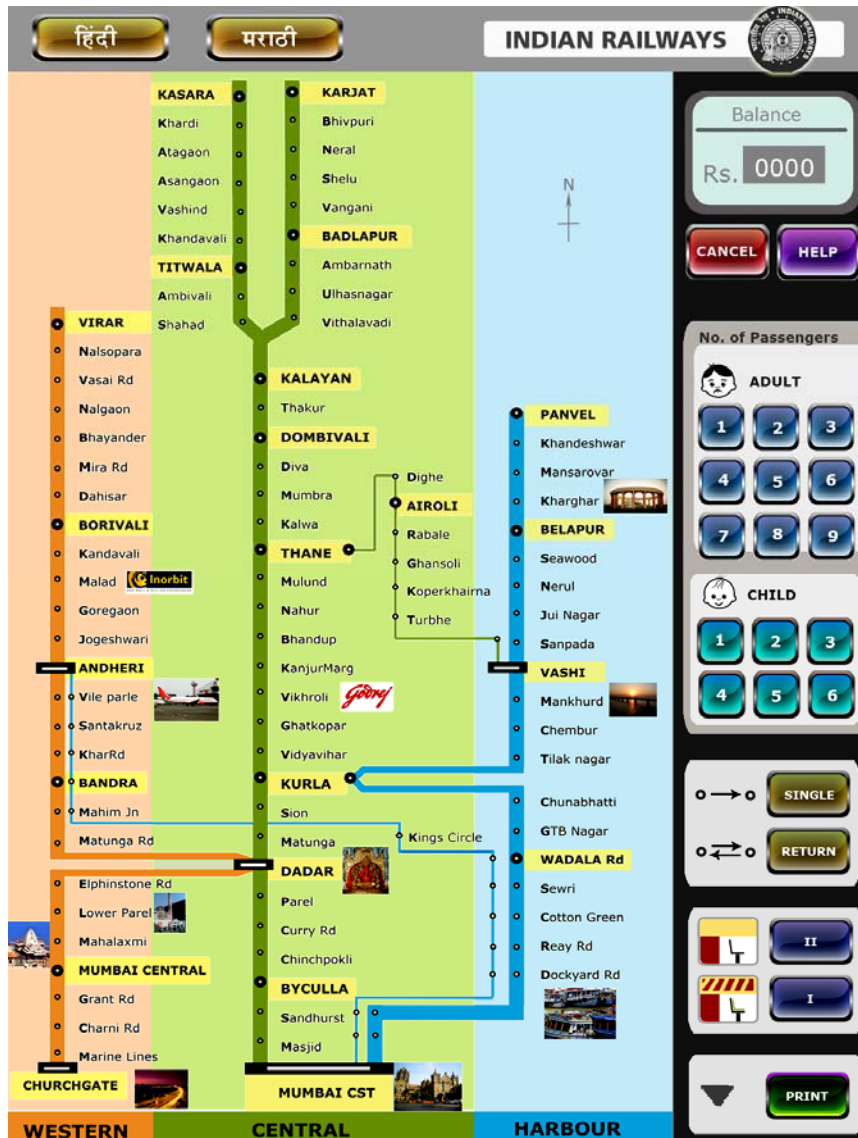 हिंदी
मराठी
INDIAN RAILWAYS
KASARA
Khardi
Atagaon
Asangaon
Vashind
Khandavali
TITWALA
Ambivali
Shahad
KARJAT
Bhivpuri
Neral
Shelu
Vangani
BADLAPUR
Ambarnath
Ulhasnagar
Vithalavadi
VIRAR
Nalsopara
Vasai Rd
Nalgaon
Bhayander
Mira Rd
Dahisar
BORIVALI
Kandavali
Malad
Inorbit
Goregaon
Jogeshwari
ANDHERI
Vile parle
Santakruz
KharRd
BANDRA
Mahim Jn
Matunga Rd
Elphinstone Rd
Lower Parel
Mahalaxmi
MUMBAI CENTRAL
Grant Rd
Charni Rd
Marine Lines
CHURCHGATE
WESTERN
KALAYAN
Thakur
DOMBIVALI
Diva
Mumbra
Kalwa
THANE
Mulund
Nahur
Bhandup
KanjurMarg
Vikhroli
Godrej
Ghatkopar
Vidyavihar
KURLA
Sion
Matunga
DADAR
Parel
Curry Rd
Chinchpokli
BYCULLA
Sandhurst
Masjid
MUMBAI CST
CENTRAL
Dighe
AIROLI
Rabale
Ghansoli
Koperkhairna
Turbhe
Kings Circle
N
PANVEL
Khandeshwar
Mansarovar
Kharghar
BELAPUR
Seawood
Nerul
Jui Nagar
Sanpada
VASHI
Mankhurd
Chembur
Tilak nagar
Chunabhatti
GTB Nagar
WADALA Rd
Sewri
Cotton Green
Reay Rd
Dockyard Rd
HARBOUR
Balance
Rs. 0000
CANCEL
HELP
No. of Passengers
ADULT
1 2 3
4 5 6
7 8 9
CHILD
1 2 3
4 5 6
SINGLE
RETURN
II
I
PRINT